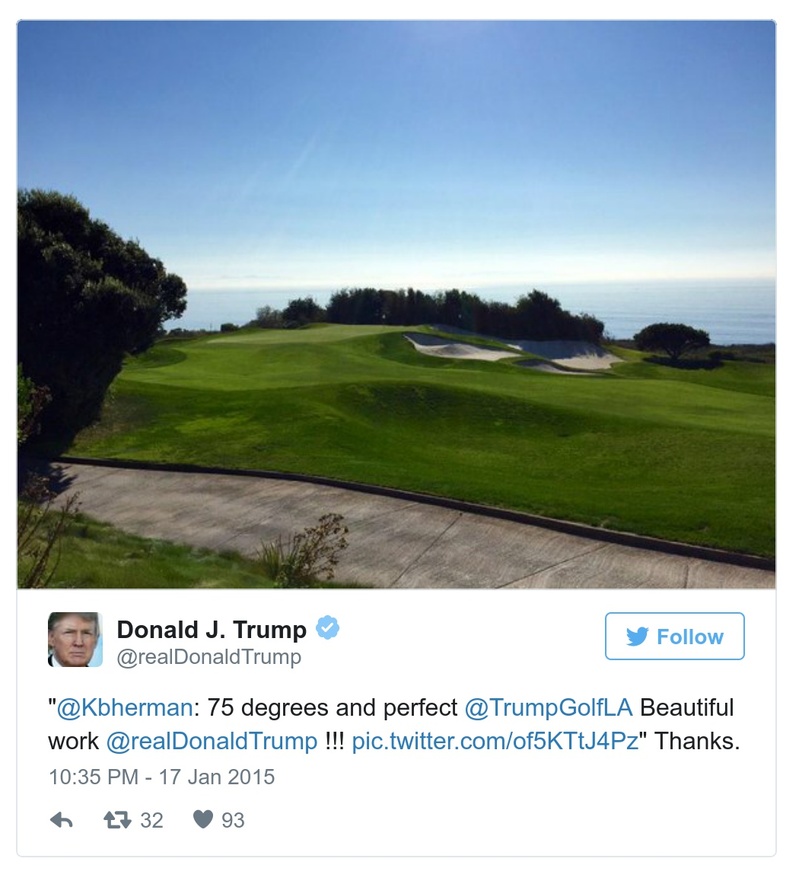 Donald J. Trump
@realDonaldTrump
Follow
"@Kbherman: 75 degrees and perfect @TrumpGolfLA Beautiful
work @realDonaldTrump !!! pic.twitter.com/of5KTtJ4Pz" Thanks.
10:35 PM - 17 Jan 2015
32 93